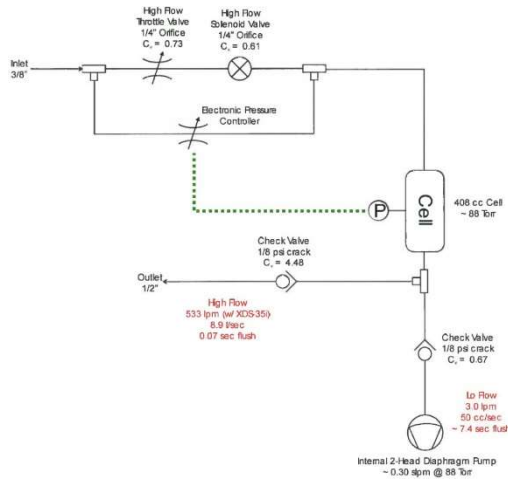 High Flow
Throttle Valve
1/4" Orifice
Cᵥ = 0.73
High Flow
Solenoid Valve
1/4" Orifice
Cᵥ = 0.61
Inlet
3/8"
Electronic Pressure
Controller
P
Cell
408 cc Cell
~ 88 Torr
Check Valve
1/8 psi crack
Cᵥ = 4.48
Outlet
1/2"
High Flow
533 lpm (w/ XDS-35i)
8.9 l/sec
0.07 sec flush
Check Valve
1/8 psi crack
Cᵥ = 0.67
Lo Flow
3.0 lpm
50 cc/sec
~ 7.4 sec flush
Internal 2-Head Diaphragm Pump
~ 0.30 slpm @ 88 Torr